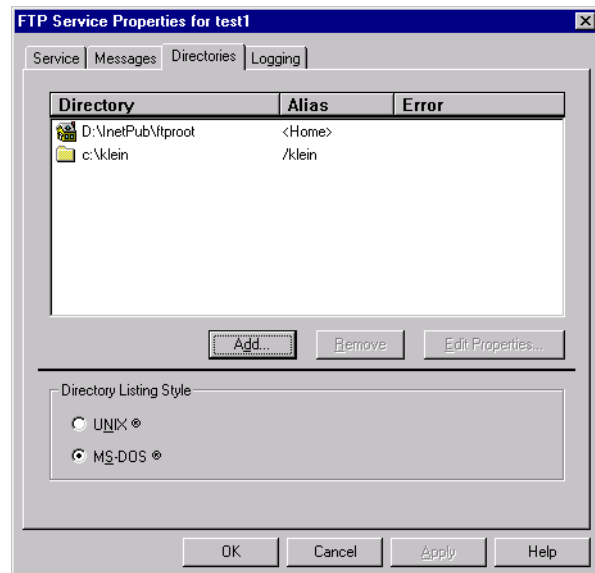 FTP Service Properties for test1
Service Messages Directories Logging
Directory Alias Error
D:\InetPub\ftproot <Home>
c:\klein /klein
Add... Remove Edit Properties...
Directory Listing Style
UNIX ®
MS-DOS ®
OK Cancel Apply Help